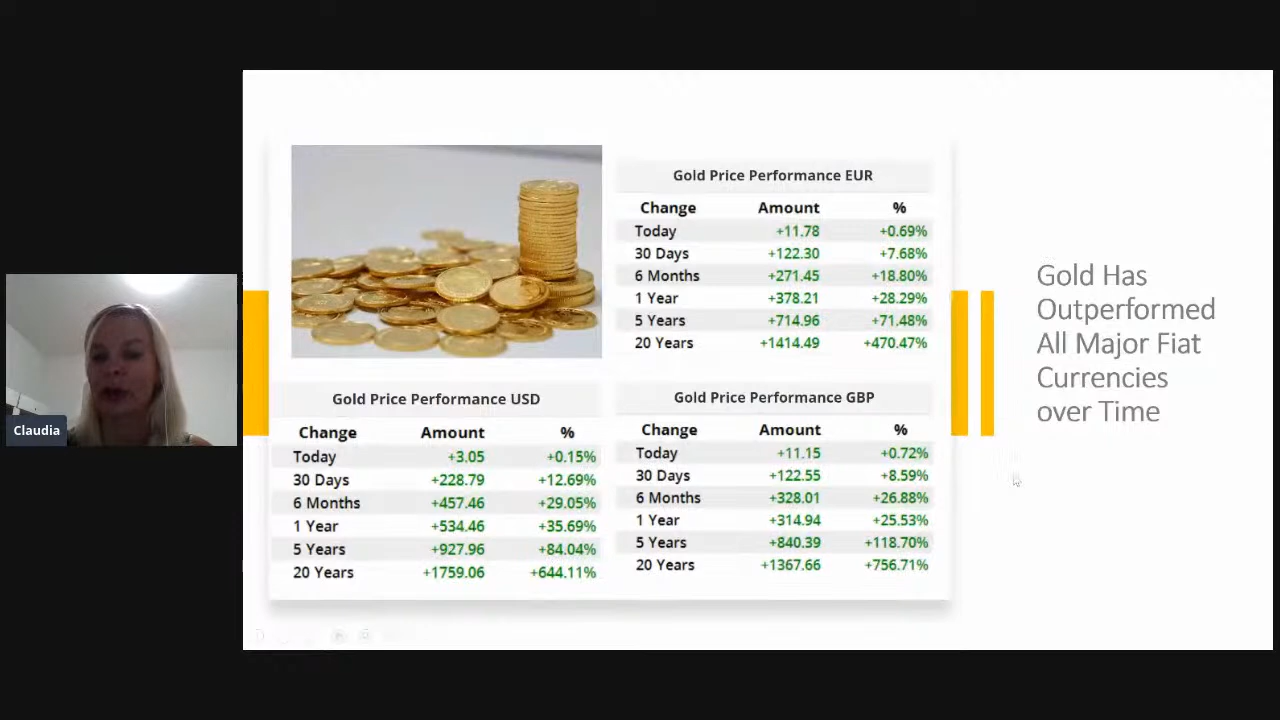 Gold Price Performance EUR
Change Amount %
Today +11.78 +0.69%
30 Days +122.30 +7.68%
6 Months +271.45 +18.80%
1 Year +378.21 +28.29%
5 Years +714.96 +71.48%
20 Years +1414.49 +470.47%
Gold Price Performance USD
Change Amount %
Today +3.05 +0.15%
30 Days +228.79 +12.69%
6 Months +457.46 +29.05%
1 Year +534.46 +35.69%
5 Years +927.96 +84.04%
20 Years +1759.06 +644.11%
Gold Price Performance GBP
Change Amount %
Today +11.15 +0.72%
30 Days +122.55 +8.59%
6 Months +328.01 +26.88%
1 Year +314.94 +25.53%
5 Years +840.39 +118.70%
20 Years +1367.66 +756.71%
Gold Has
Outperformed
All Major Fiat
Currencies
over Time
Claudia